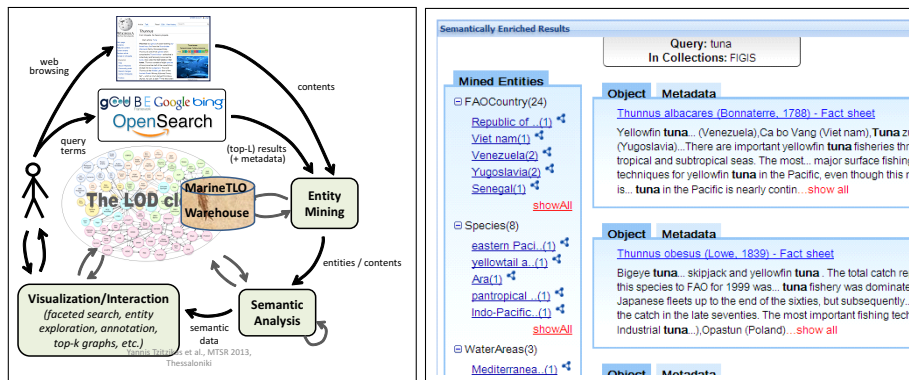 Thunnus
web
browsing
contents
gCUBE Google bing
OpenSearch
query
terms
(top-L) results
(+ metadata)
The LOD clo
MarineTLO
Warehouse
Entity
Mining
entities / contents
Visualization/Interaction
(faceted search, entity
exploration, annotation,
top-k graphs, etc.)
semantic
data
Semantic
Analysis
Yannis Tzitzikas et al., MTSR 2013,
Thessaloniki
Semantically Enriched Results
Query: tuna
In Collections: FIGIS
Mined Entities
FAOCountry(24)
Republic of ..(1)
Viet nam(1)
Venezuela(2)
Yugoslavia(2)
Senegal(1)
showAll
Species(8)
eastern Paci..(1)
yellowtail a..(1)
Ara(1)
pantropical ..(1)
Indo-Pacific..(1)
showAll
WaterAreas(3)
Mediterranea..(1)
Object Metadata
Thunnus albacares (Bonnaterre, 1788) - Fact sheet
Yellowfin tuna... (Venezuela),Ca bo Vang (Viet nam),Tuna zu
(Yugoslavia)...There are important yellowfin tuna fisheries thr
tropical and subtropical seas. The most... major surface fishing
techniques for yellowfin tuna in the Pacific, even though this r
is... tuna in the Pacific is nearly contin...show all
Object Metadata
Thunnus obesus (Lowe, 1839) - Fact sheet
Bigeye tuna... skipjack and yellowfin tuna . The total catch re
this species to FAO for 1999 was... tuna fishery was dominate
Japanese fleets up to the end of the sixties, but subsequently..
the catch in the late seventies. The most important fishing tech
Industrial tuna...),Opastun (Poland)...show all
Object Metadata